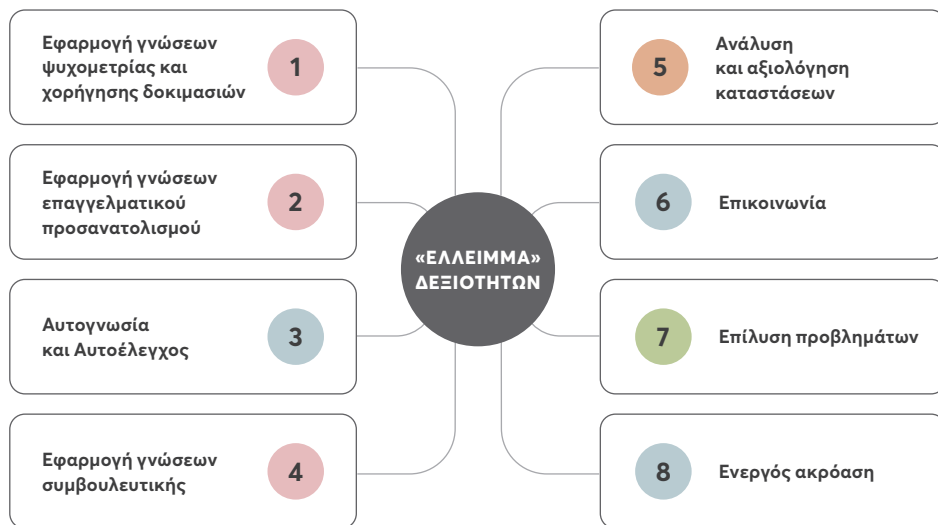 Εφαρμογή γνώσεων
ψυχομετρίας και
χορήγησης δοκιμασιών
1
Εφαρμογή γνώσεων
επαγγελματικού
προσανατολισμού
2
Αυτογνωσία
και Αυτοέλεγχος
3
Εφαρμογή γνώσεων
συμβουλευτικής
4
«ΕΛΛΕΙΜΜΑ»
ΔΕΞΙΟΤΗΤΩΝ
5
Ανάλυση
και αξιολόγηση
καταστάσεων
6
Επικοινωνία
7
Επίλυση προβλημάτων
8
Ενεργός ακρόαση